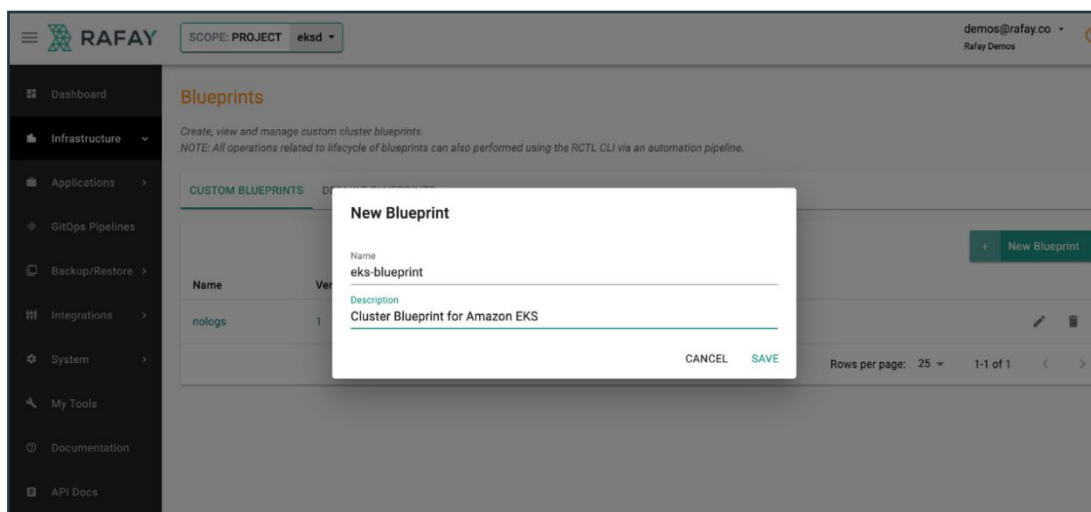 RAFAY
SCOPE: PROJECT eksd
demos@rafay.co
Rafay Demos
Dashboard
Infrastructure
Applications
GitOps Pipelines
Backup/Restore
Integrations
System
My Tools
Documentation
API Docs
Blueprints
Create, view and manage custom cluster blueprints.
NOTE: All operations related to lifecycle of blueprints can also performed using the RCTL CLI via an automation pipeline.
CUSTOM BLUEPRINTS
+ New Blueprint
Name
nologs 1
Rows per page: 25 1-1 of 1
New Blueprint
Name
eks-blueprint
Description
Cluster Blueprint for Amazon EKS
CANCEL SAVE